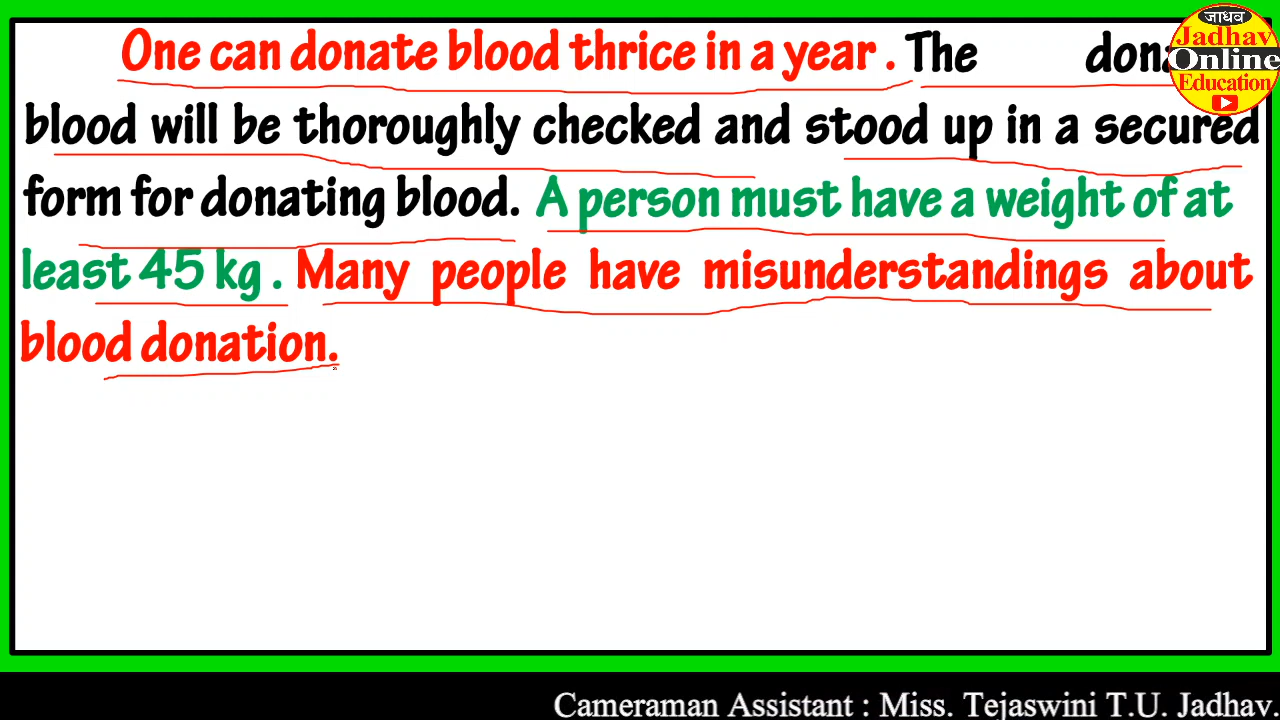 One can donate blood thrice in a year . The
blood will be thoroughly checked and stood up in a secured
form for donating blood. A person must have a weight of at
least 45 kg . Many people have misunderstandings about
blood donation.
जाधव
Jadhav
Online
Education
Cameraman Assistant : Miss. Tejaswini T.U. Jadhav.